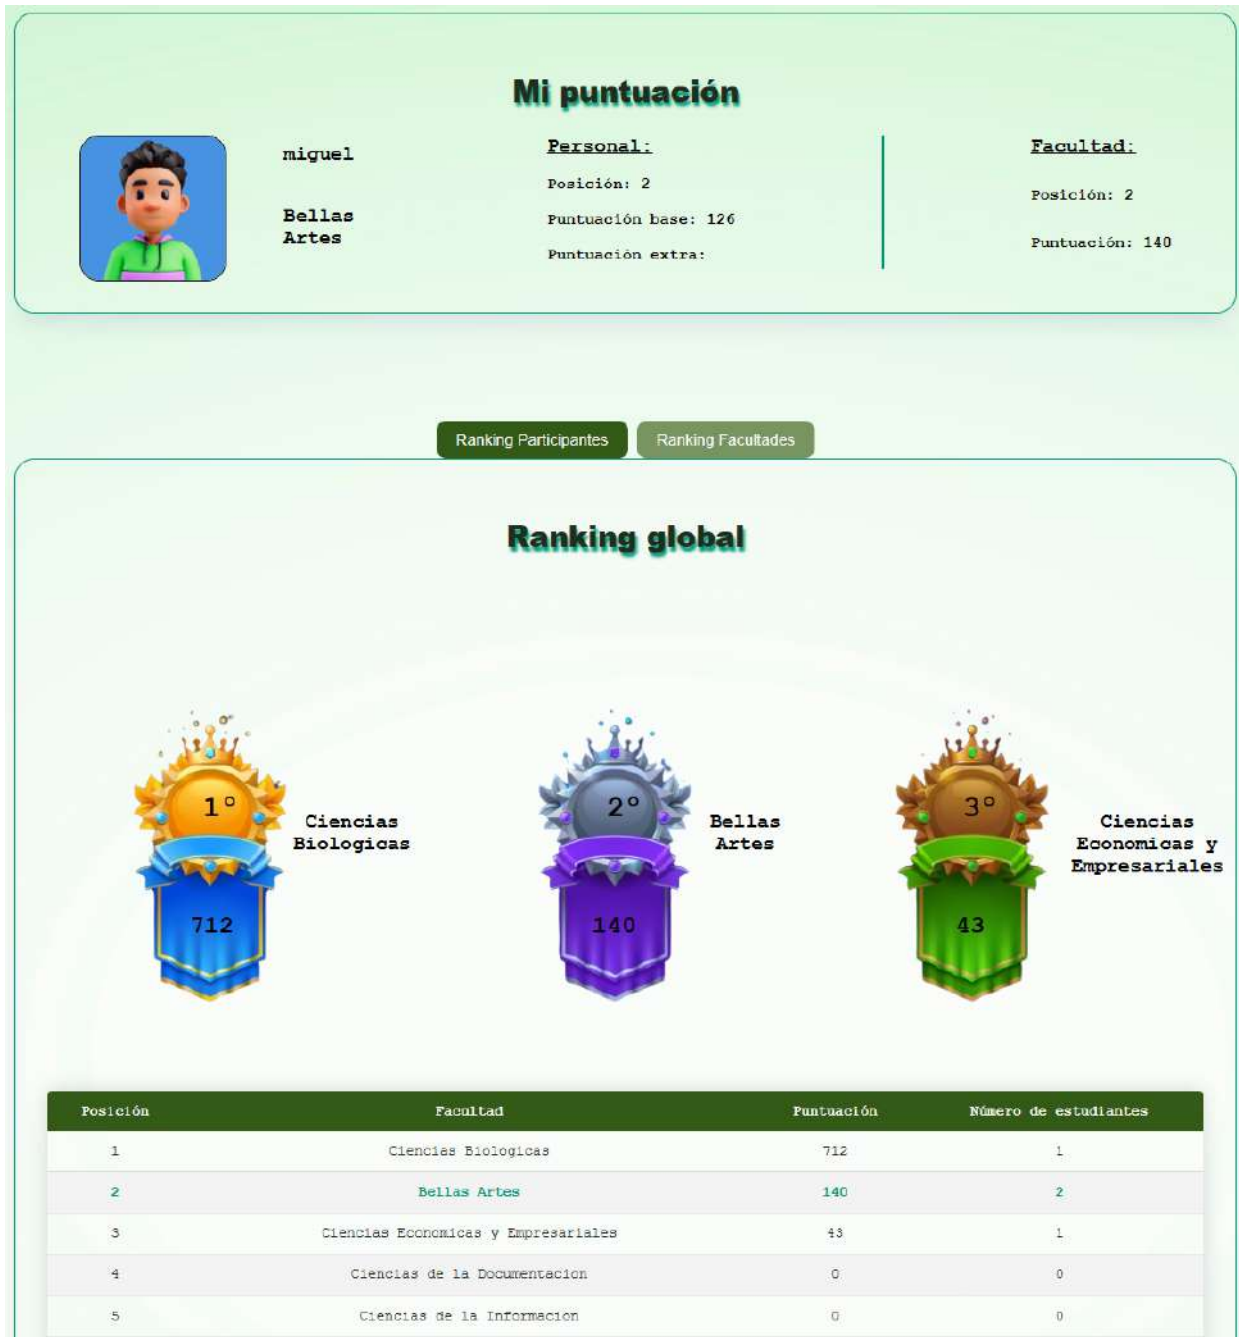 Mi puntuación
miguel
Bellas
Artes
Personal:
Posición: 2
Puntuación base: 126
Puntuación extra:
Facultad:
Posición: 2
Puntuación: 140
Ranking Participantes
Ranking Facultades
Ranking global
1º
712
Ciencias
Biologicas
2º
140
Bellas
Artes
3º
43
Ciencias
Economicas y
Empresariales
Posición Facultad Puntuación Número de estudiantes
1 Ciencias Biologicas 712 1
2 Bellas Artes 140 2
3 Ciencias Economicas y Empresariales 43 1
4 Ciencias de la Documentacion 0 0
5 Ciencias de la Informacion 0 0